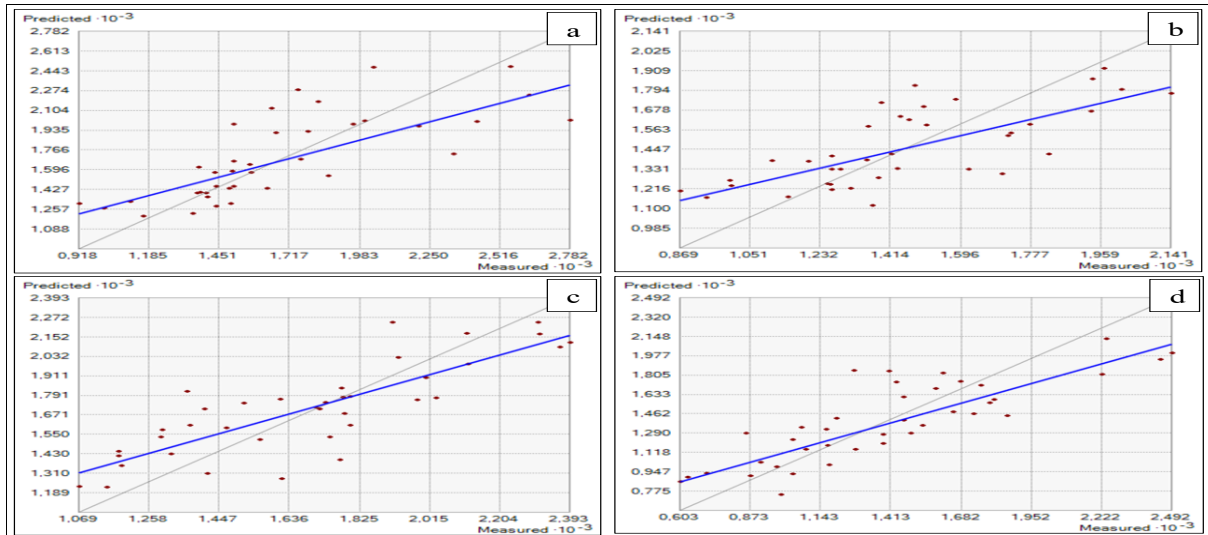 Predicted ·10⁻³
a
2,782
2,613
2,443
2,274
2,104
1,935
1,766
1,596
1,427
1,257
1,088
0,918 1,185 1,451 1,717 1,983 2,250 2,516 2,782
Measured ·10⁻³
Predicted ·10⁻³
b
2,141
2,025
1,909
1,794
1,678
1,563
1,447
1,331
1,216
1,100
0,985
0,869 1,051 1,232 1,414 1,596 1,777 1,959 2,141
Measured ·10⁻³
Predicted ·10⁻³
c
2,393
2,272
2,152
2,032
1,911
1,791
1,671
1,550
1,430
1,310
1,189
1,069 1,258 1,447 1,636 1,825 2,015 2,204 2,393
Measured ·10⁻³
Predicted ·10⁻³
d
2,492
2,320
2,148
1,977
1,805
1,633
1,462
1,290
1,118
0,947
0,775
0,603 0,873 1,143 1,413 1,682 1,952 2,222 2,492
Measured ·10⁻³